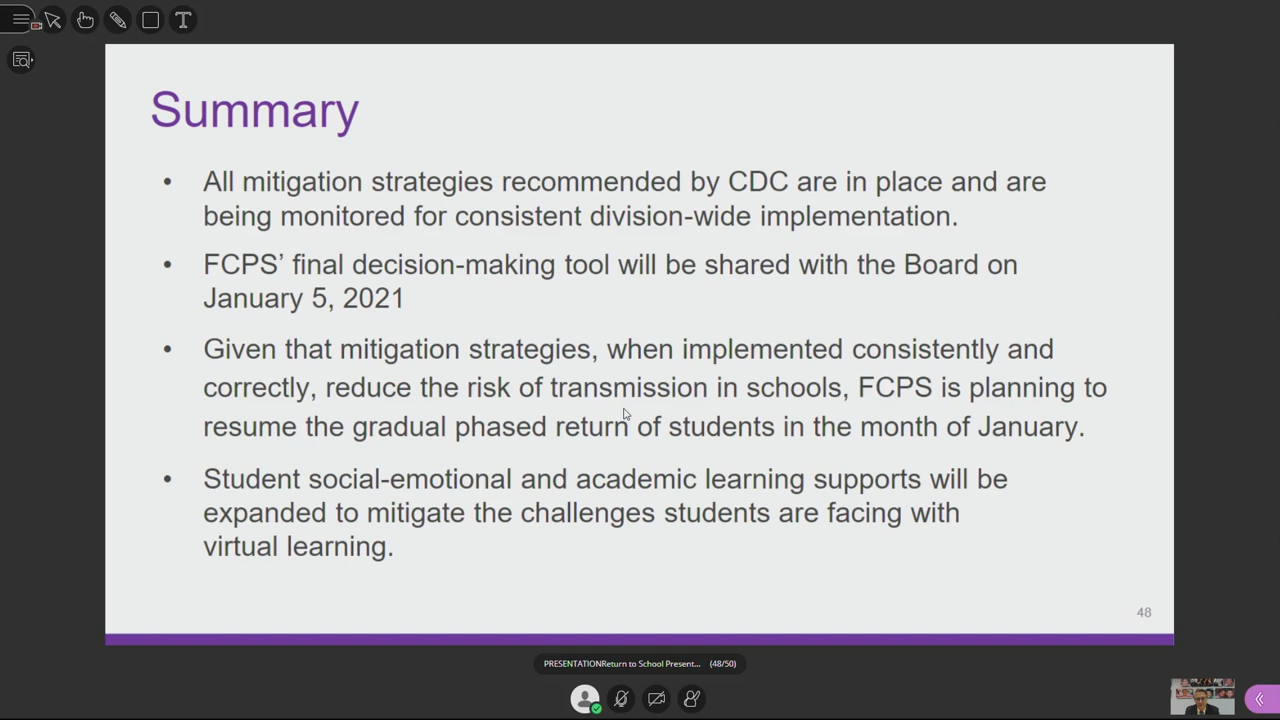 T
Summary
• All mitigation strategies recommended by CDC are in place and are
being monitored for consistent division-wide implementation.
• FCPS’ final decision-making tool will be shared with the Board on
January 5, 2021
• Given that mitigation strategies, when implemented consistently and
correctly, reduce the risk of transmission in schools, FCPS is planning to
resume the gradual phased return of students in the month of January.
• Student social-emotional and academic learning supports will be
expanded to mitigate the challenges students are facing with
virtual learning.
48
PRESENTATIONReturn to School Present... (48/50)